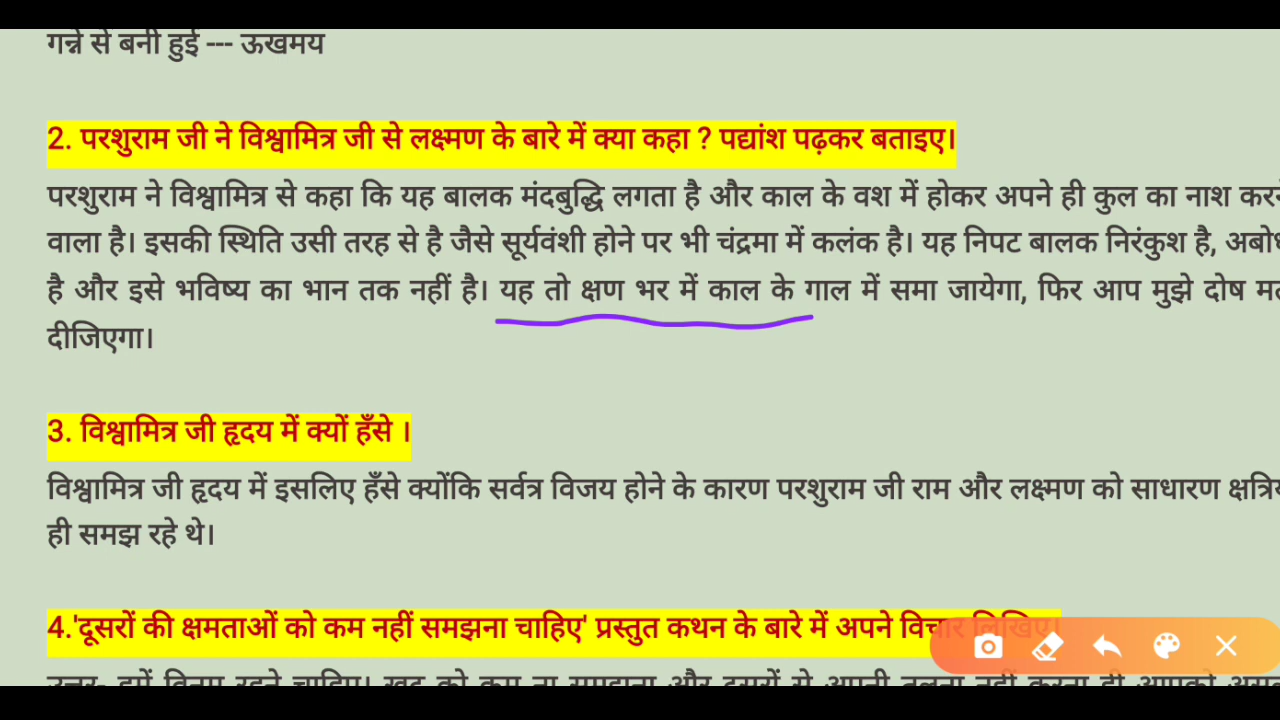 गन्ने से बनी हुई --- ऊखमय
2. परशुराम जी ने विश्वामित्र जी से लक्ष्मण के बारे में क्या कहा ? पद्यांश पढ़कर बताइए।
परशुराम ने विश्वामित्र से कहा कि यह बालक मंदबुद्धि लगता है और काल के वश में होकर अपने ही कुल का नाश
वाला है। इसकी स्थिति उसी तरह से है जैसे सूर्यवंशी होने पर भी चंद्रमा में कलंक है। यह निपट बालक निरंकुश है,
है और इसे भविष्य का भान तक नहीं है। यह तो क्षण भर में काल के गाल में समा जायेगा, फिर आप मुझे दोष
दीजिएगा।
3. विश्वामित्र जी हृदय में क्यों हँसे ।
विश्वामित्र जी हृदय में इसलिए हँसे क्योंकि सर्वत्र विजय होने के कारण परशुराम जी राम और लक्ष्मण को साधारण
ही समझ रहे थे।
4.'दूसरों की क्षमताओं को कम नहीं समझना चाहिए' प्रस्तुत कथन के बारे में अपने विचार लिखिए।